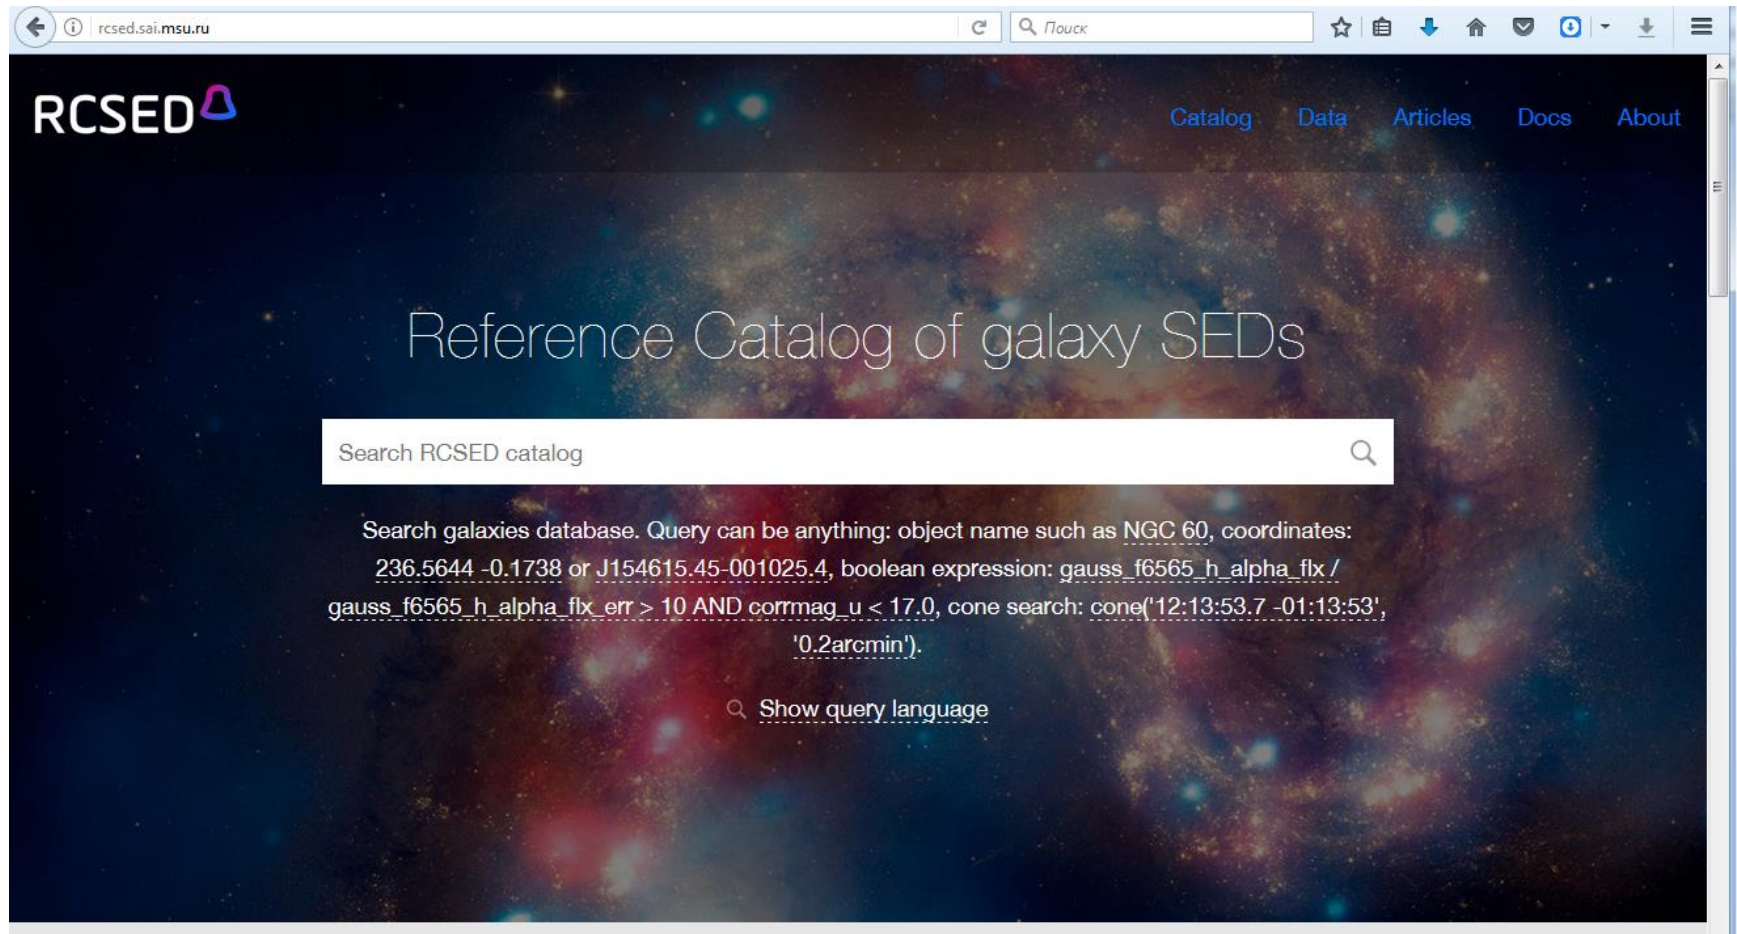 rcsed.sai.msu.ru
Поиск
RCSED
Catalog Data Articles Docs About
Reference Catalog of galaxy SEDs
Search RCSED catalog
Search galaxies database. Query can be anything: object name such as NGC 60, coordinates:
236.5644 -0.1738 or J154615.45-001025.4, boolean expression: gauss_f6565_h_alpha_flx /
gauss_f6565_h_alpha_flx_err > 10 AND corrmag_u < 17.0, cone search: cone('12:13:53.7 -01:13:53',
'0.2arcmin').
Show query language